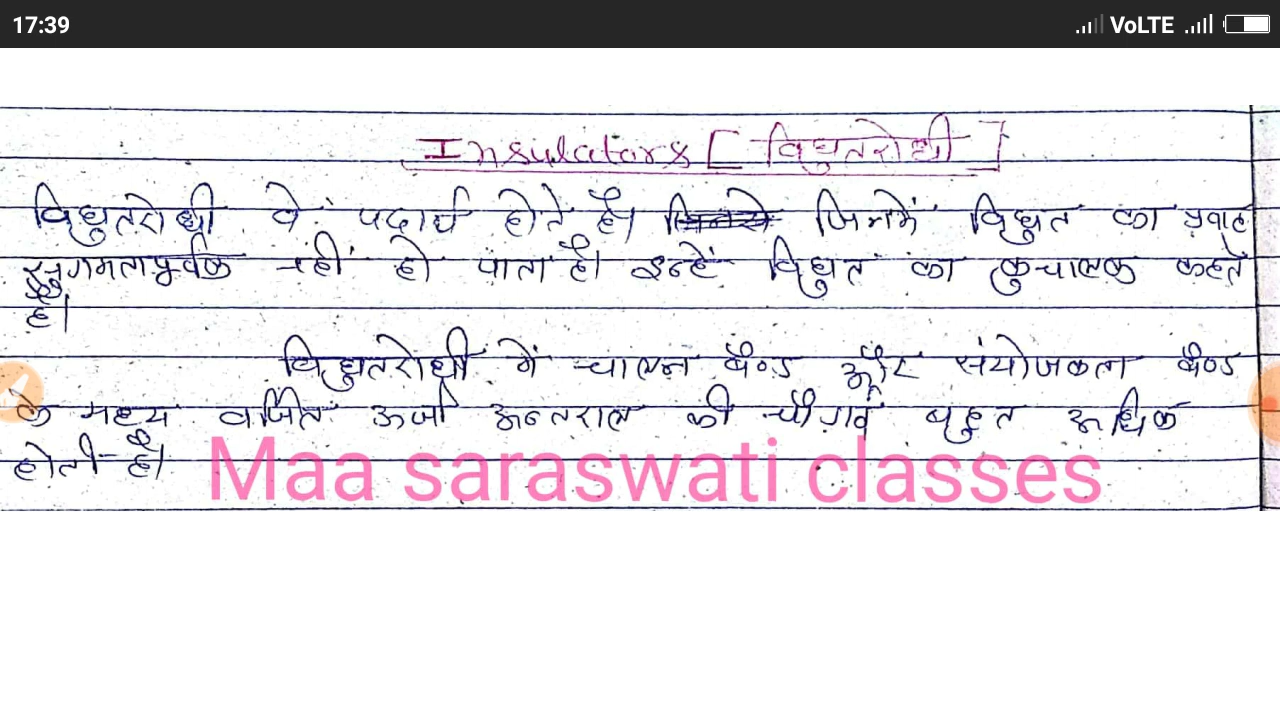 17:39 VoLTE
Insulators [ विधुतरोधी ]
विधुतरोधी वे पदार्थ होते है। जिनसे जिनमें विधुत का प्रवाह
सुगमतापूर्वक नहीं हो पाता है। इन्हें विधुत का कुचालक कहते
है।
विधुतरोधी में चालन बैण्ड और संयोजकता बैण्ड
के मध्य वर्जित ऊर्जा अन्तराल की चौड़ाई बहुत अधिक
होती है।
Maa saraswati classes